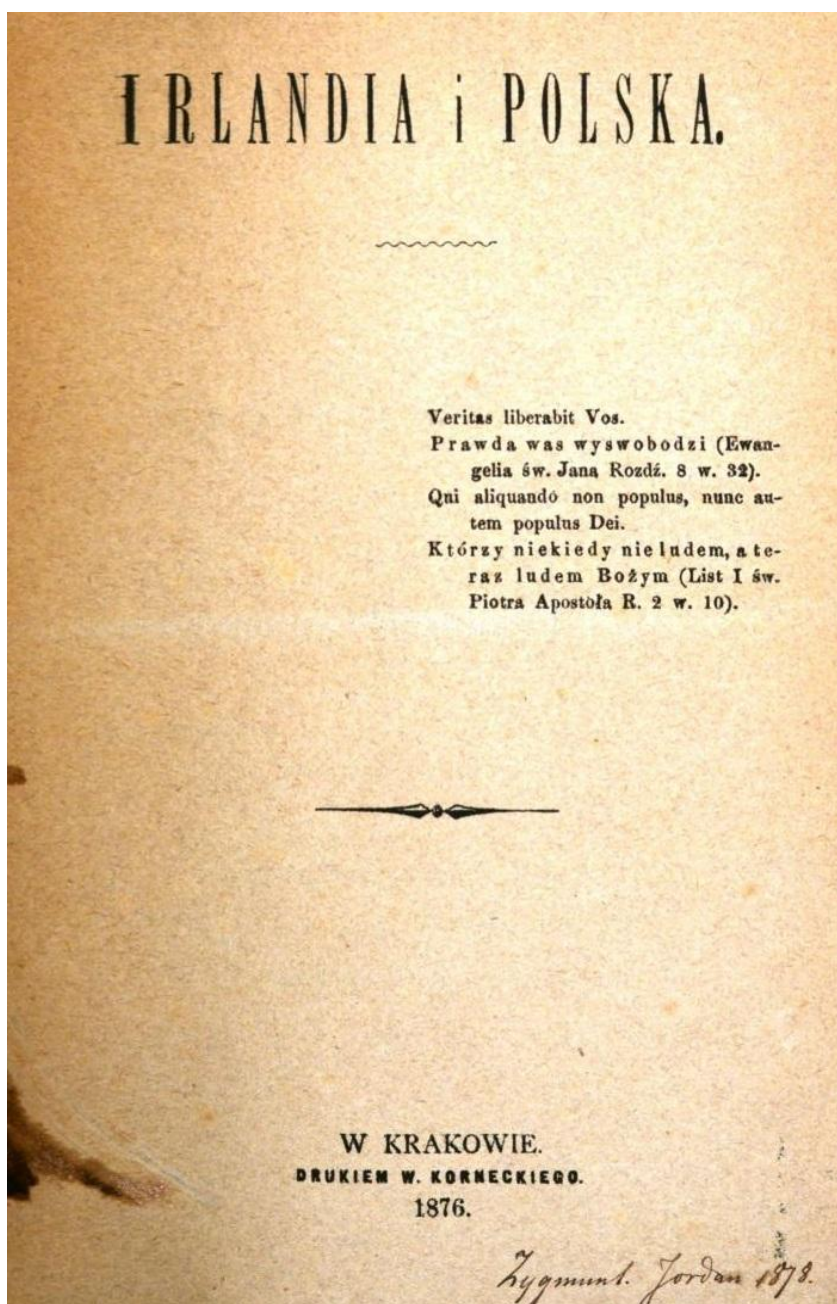 IRLANDIA i POLSKA.
Veritas liberabit Vos.
Prawda was wyswobodzi (Ewan-
gelia św. Jana Rozdź. 8 w. 32).
Qni aliquando non populus, nunc au-
tem populus Dei.
Którzy niekiedy nie ludem, a te-
raz ludem Bożym (List I św.
Piotra Apostoła R. 2 w. 10).
W KRAKOWIE.
DRUKIEM W. KORNECKIEGO.
1876.
Zygmunt. Jordan 1878.